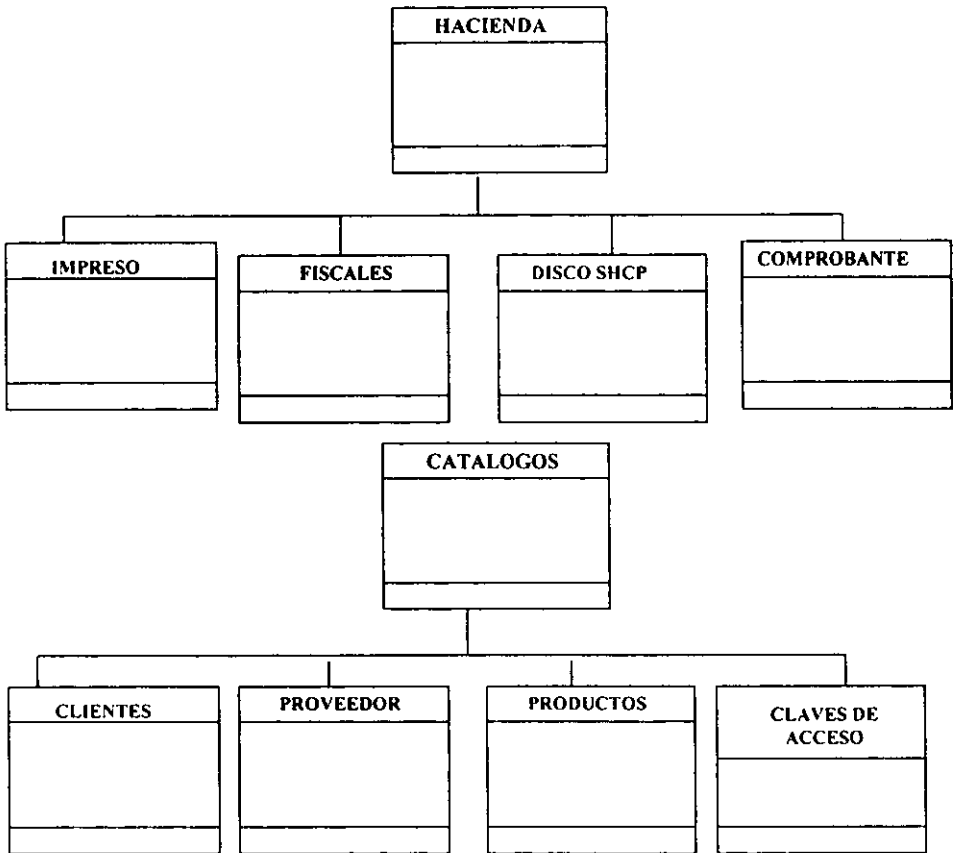 HACIENDA
IMPRESO
FISCALES
DISCO SHCP
COMPROBANTE
CATALOGOS
CLIENTES
PROVEEDOR
PRODUCTOS
CLAVES DE
ACCESO